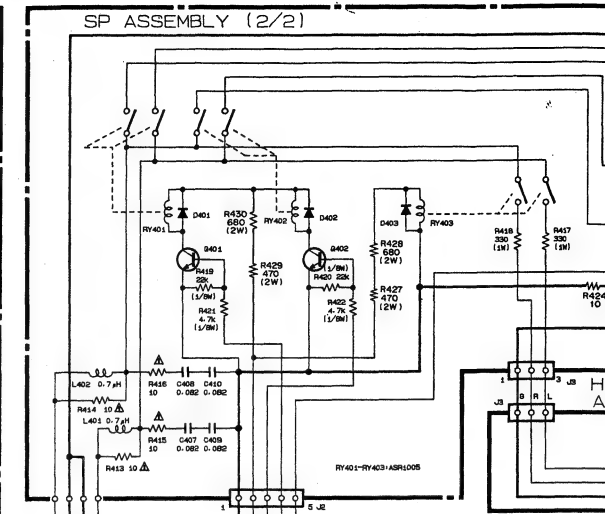 SP ASSEMBLY (2/2)
RY401
D401
R430
680
(2W)
RY402
D402
D403
RY403
R418
330
(1W)
R417
330
(1W)
Q401
R419
22K
(1/8W)
R421
4.7K
(1/8W)
R429
470
(2W)
Q402
(1/8W)
R420 22K
R422
4.7K
(1/8W)
R428
680
(2W)
R427
470
(2W)
R424
10
L402 0.7μH
R416
10
C408
0.082
C410
0.082
R414 10
L401 0.7μH
R415
10
C407
0.082
C409
0.082
R413 10
RY401-RY403:ASR1005
1
3
J3
G R L
J3
H
A
1
5 J2